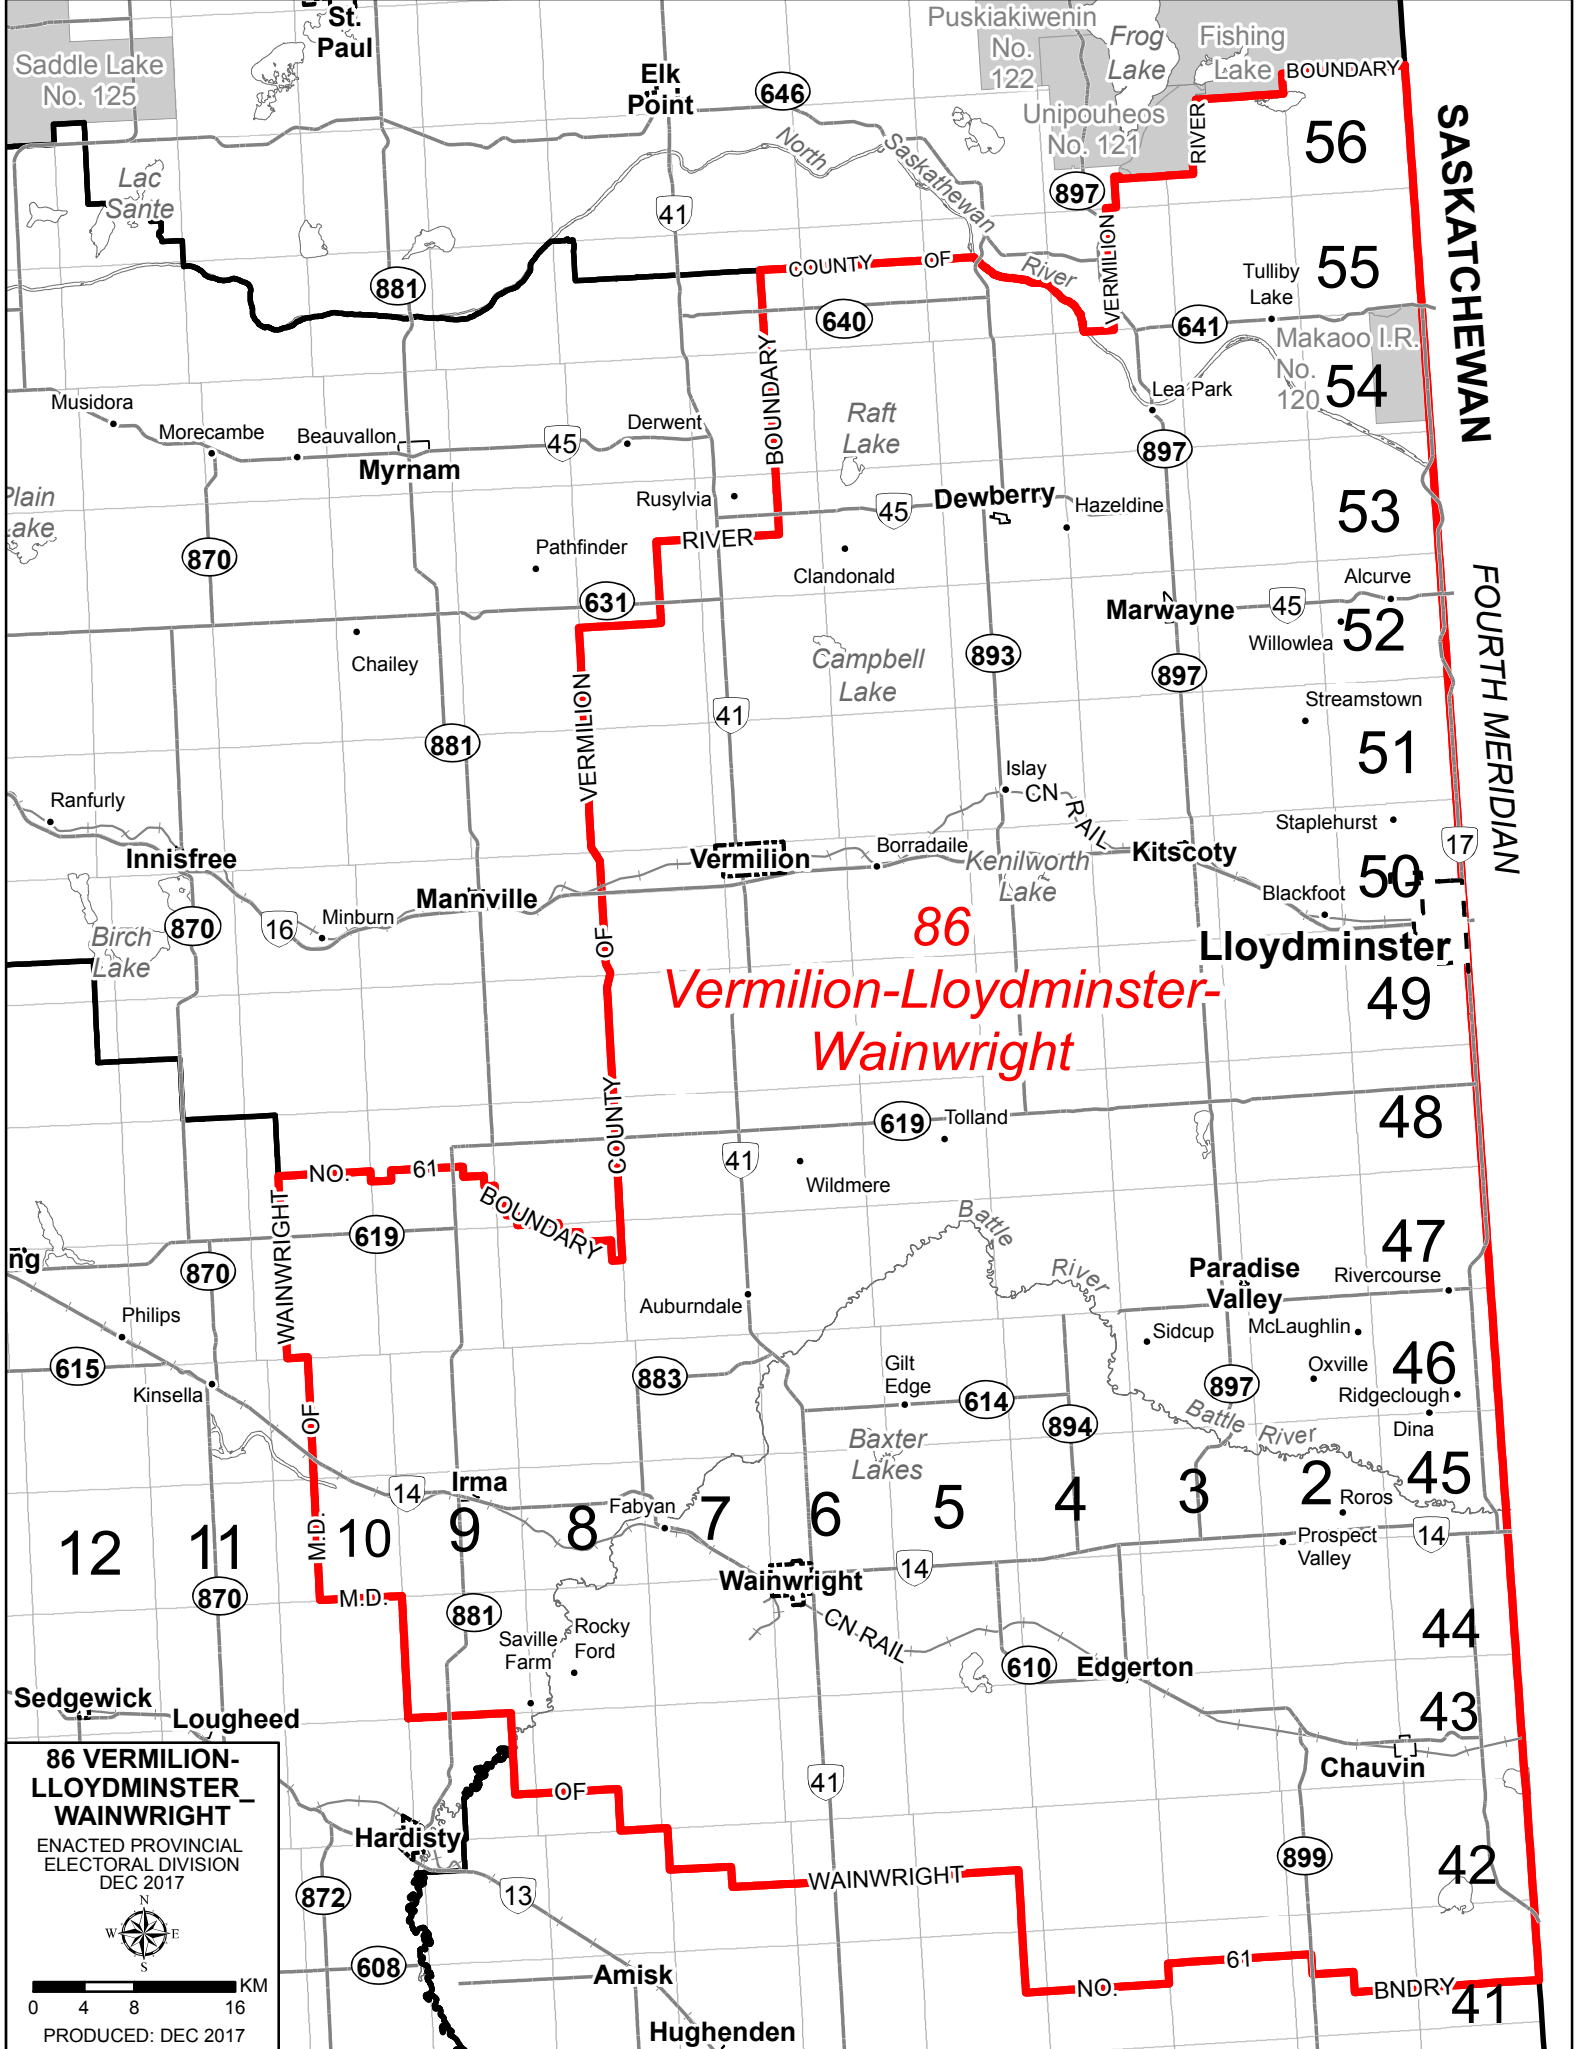 St.
Paul
Saddle Lake
No. 125
Elk
Point
646
Puskiakiwenin
No.
122
Frog
Lake
Fishing
Lake
BOUNDARY
Unipouheos
No. 121
RIVER
56
SASKATCHEWAN
North
Saskathewan
River
Lac
Sante
41
897
VERMILION
881
COUNTY OF
55
Tulliby
Lake
640
641
BOUNDARY
Makaoo I.R.
No.
120
54
Musidora
Morecambe
Beauvallon
Myrnam
45
Derwent
Raft
Lake
Lea Park
897
Plain
Lake
Rusylvia
45
Dewberry
Hazeldine
53
870
Pathfinder
RIVER
Clandonald
FOURTH MERIDIAN
631
Alcurve
Marwayne
45
Willowlea
52
Chailey
Campbell
Lake
893
897
VERMILION
Streamstown
41
881
51
Islay
CN RAIL
Ranfurly
Staplehurst
17
Innisfree
Vermilion
Borradaile
Kenilworth
Lake
Kitscoty
50
Mannville
Blackfoot
Minburn
16
870
Birch
Lake
OF
86
Vermilion-Lloydminster-
Wainwright
Lloydminster
49
COUNTY
619
Tolland
48
41
Wildmere
NO. 61
BOUNDARY
WAINWRIGHT
619
870
ng
Battle
River
47
Paradise
Valley
Rivercourse
Auburndale
Philips
Sidcup
McLaughlin
615
Kinsella
883
Gilt
Edge
614
897
Oxville
46
Ridgeclough
Dina
OF
894
Battle River
Baxter
Lakes
14
Irma
45
12
11
10
9
8
Fabyan
7
6
5
4
3
2
Roros
M.D.
Prospect
Valley
14
870
M.D.
Wainwright
14
881
Saville
Farm
Rocky
Ford
CN RAIL
44
610
Edgerton
Sedgewick
Lougheed
43
Chauvin
86 VERMILION-
LLOYDMINSTER_
WAINWRIGHT
ENACTED PROVINCIAL
ELECTORAL DIVISION
DEC 2017
N
W E
S
KM
0 4 8 16
PRODUCED: DEC 2017
OF
41
Hardisty
WAINWRIGHT
899
42
872
13
608
Amisk
NO.
61
BNDRY
41
Hughenden